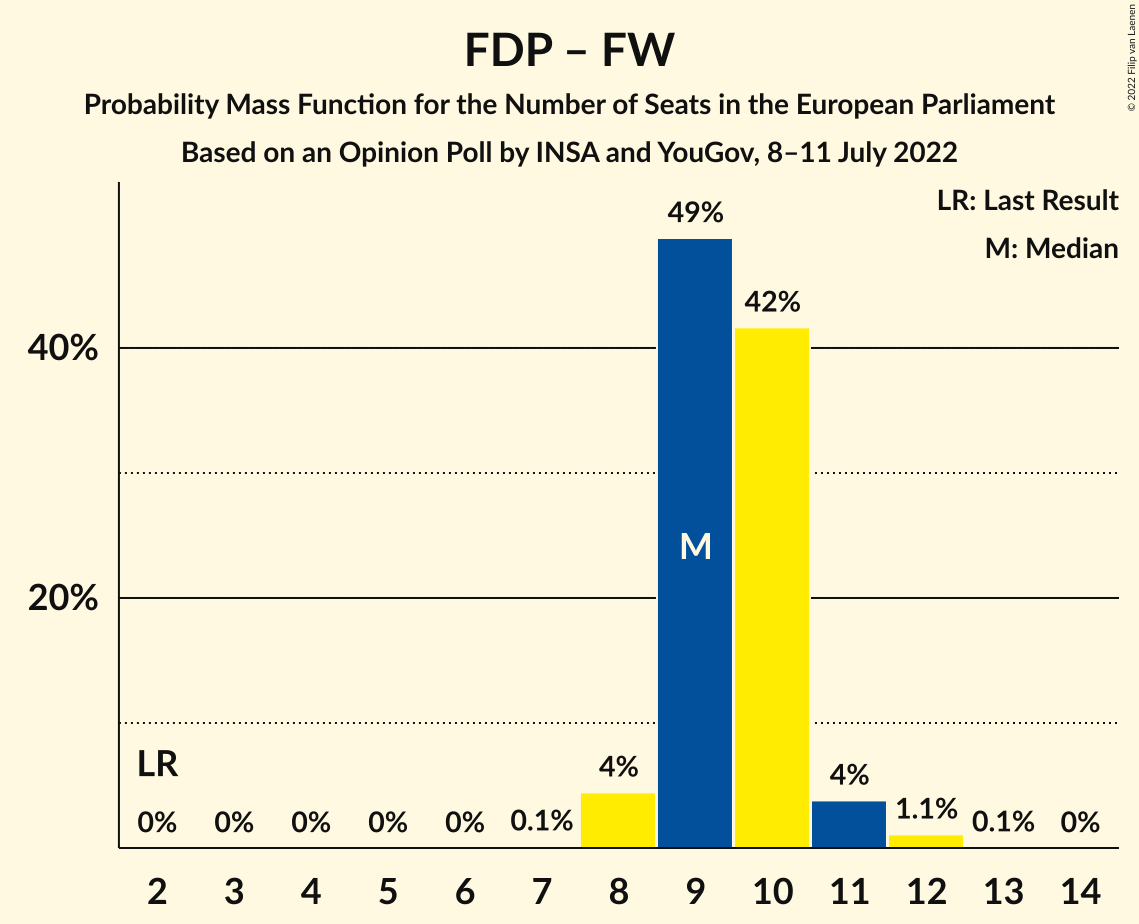 FDP – FW
Probability Mass Function for the Number of Seats in the European Parliament
Based on an Opinion Poll by INSA and YouGov, 8–11 July 2022
© 2022 Filip van Laenen
LR: Last Result
M: Median
49%
42%
40%
M
20%
LR
4%
4%
0% 0% 0% 0% 0% 0.1% 1.1% 0.1% 0%
2 3 4 5 6 7 8 9 10 11 12 13 14